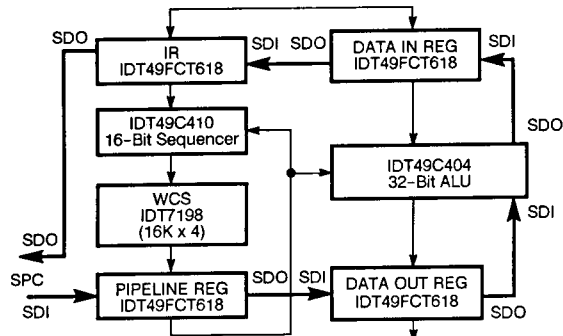 SDO
IR
IDT49FCT618
SDI
SDO
DATA IN REG
IDT49FCT618
SDI
IDT49C410
16-Bit Sequencer
SDO
IDT49C404
32-Bit ALU
WCS
IDT7198
(16K x 4)
SDI
SDO
SPC
SDI
PIPELINE REG
IDT49FCT618
SDO
SDI
DATA OUT REG
IDT49FCT618
SDO